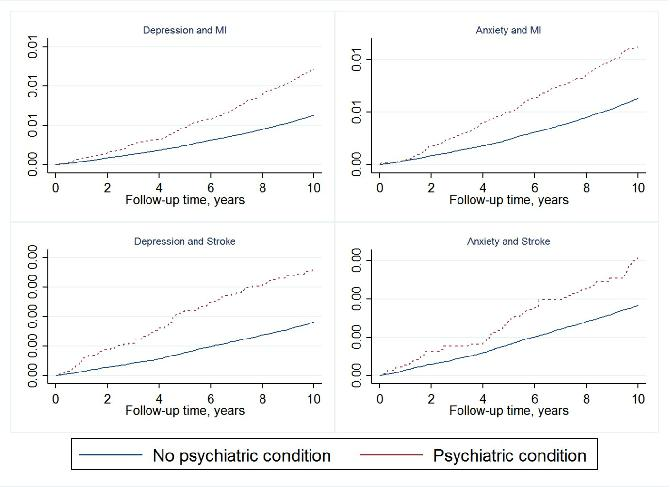 Depression and MI
0.01
0.01
0.01
0.00
0 2 4 6 8 10
Follow-up time, years
Anxiety and MI
0.01
0.01
0.00
0 2 4 6 8 10
Follow-up time, years
Depression and Stroke
0.00
0.00
0.00
0.00
0.00
0 2 4 6 8 10
Follow-up time, years
Anxiety and Stroke
0.00
0.00
0.00
0.00
0 2 4 6 8 10
Follow-up time, years
No psychiatric condition Psychiatric condition